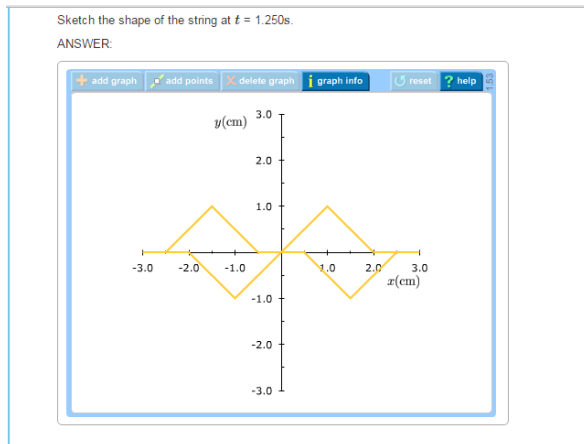 Sketch the shape of the string at t = 1.250s.
ANSWER:
add graph add points delete graph i graph info reset ? help 1.53
y(cm)
3.0
2.0
1.0
-3.0 -2.0 -1.0 1.0 2.0 3.0
x(cm)
-1.0
-2.0
-3.0